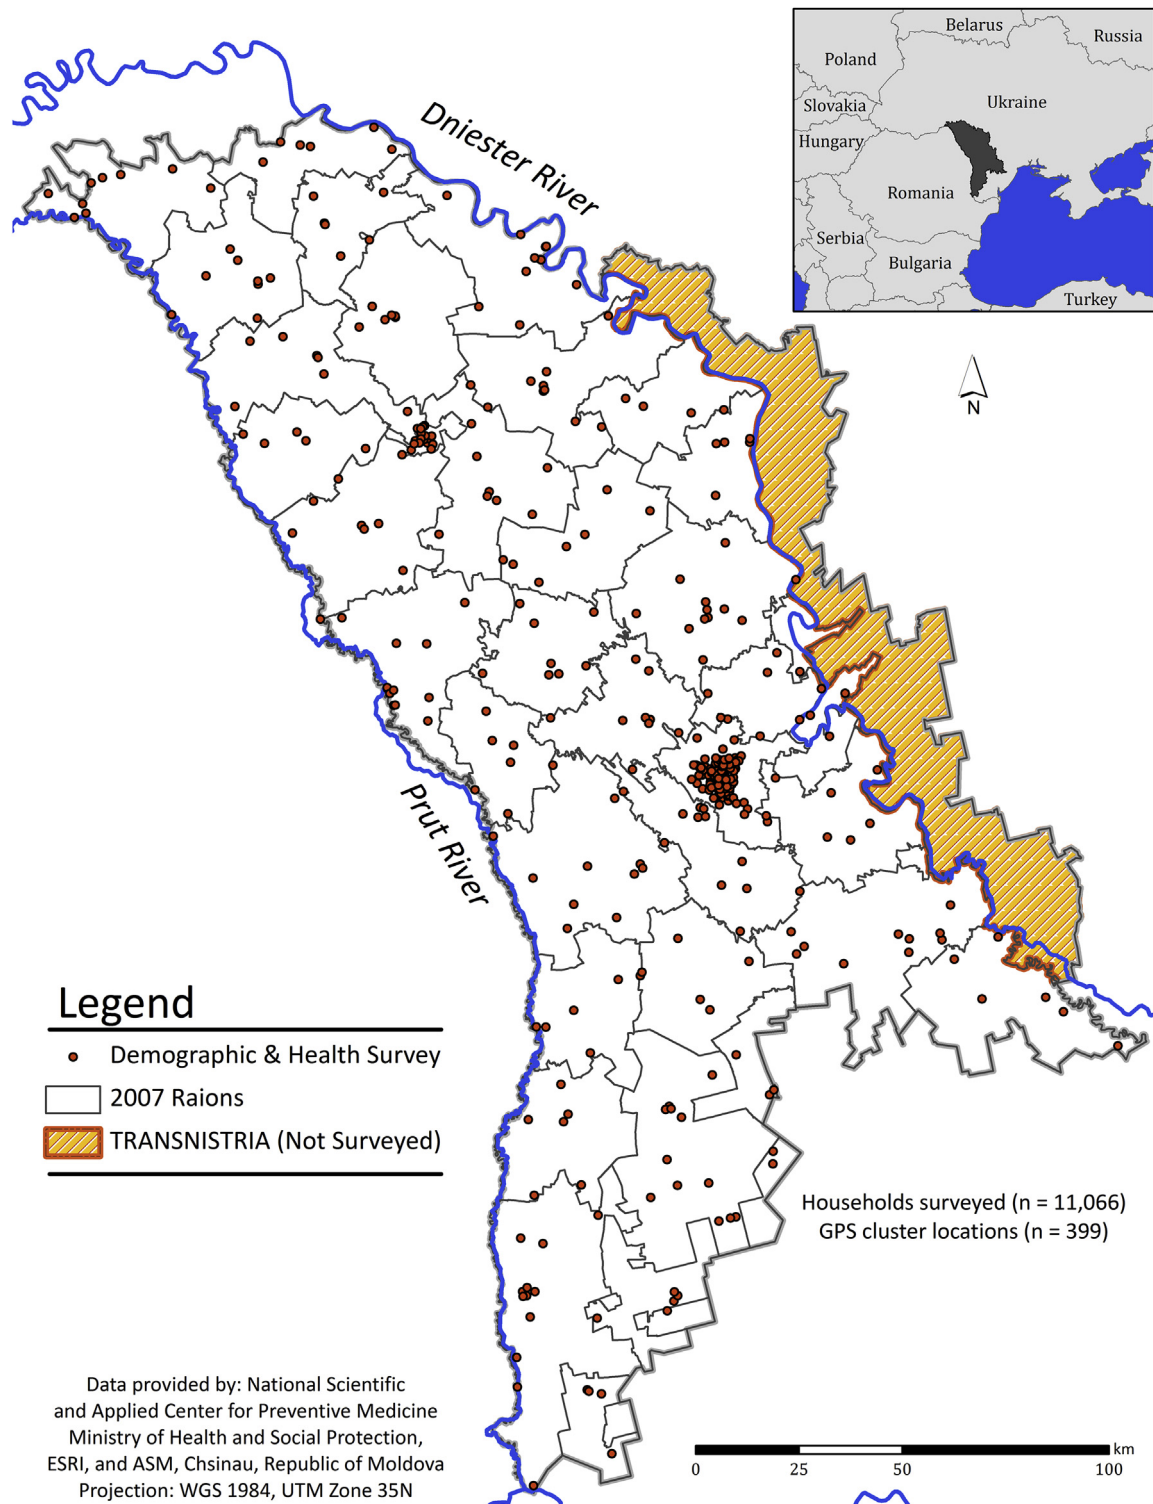 Belarus
Russia
Poland
Slovakia
Ukraine
Hungary
Romania
Serbia
Bulgaria
Turkey
Dniester River
N
Prut River
Legend
Demographic & Health Survey
2007 Raions
TRANSNISTRIA (Not Surveyed)
Households surveyed (n = 11,066)
GPS cluster locations (n = 399)
Data provided by: National Scientific
and Applied Center for Preventive Medicine
Ministry of Health and Social Protection,
ESRI, and ASM, Chsinau, Republic of Moldova
Projection: WGS 1984, UTM Zone 35N
km
0 25 50 100